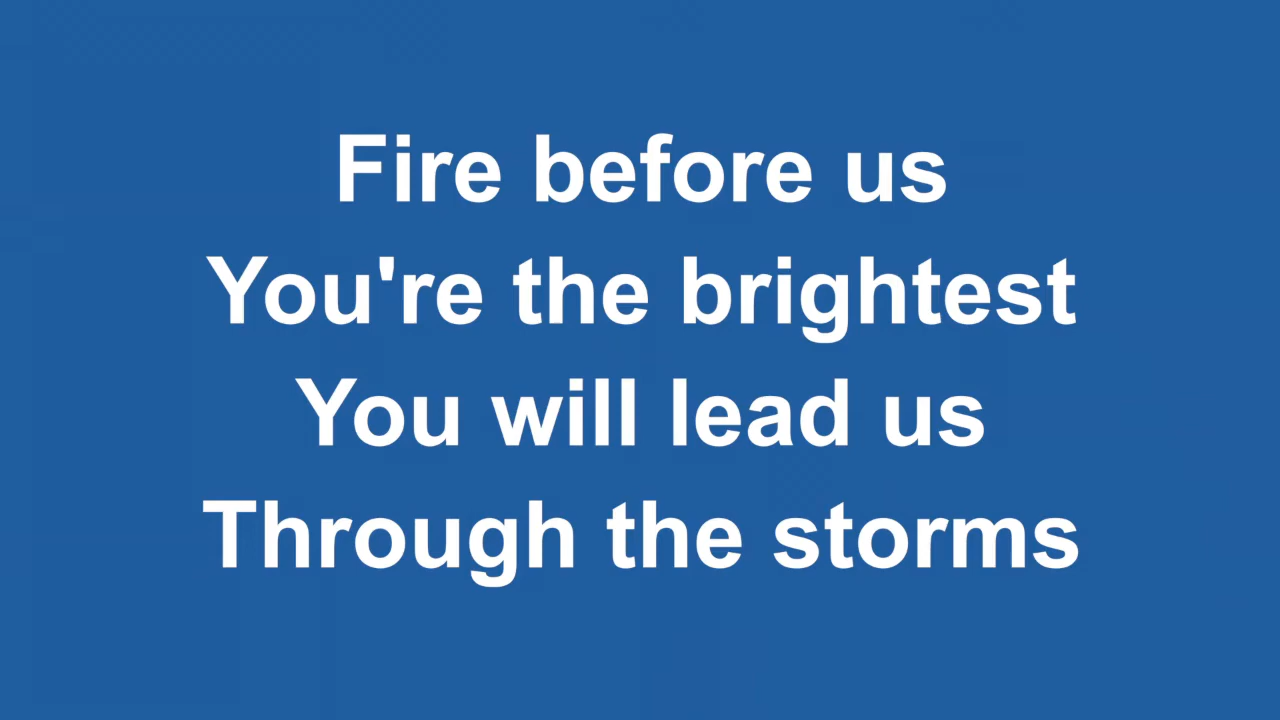 Fire before us
You're the brightest
You will lead us
Through the storms